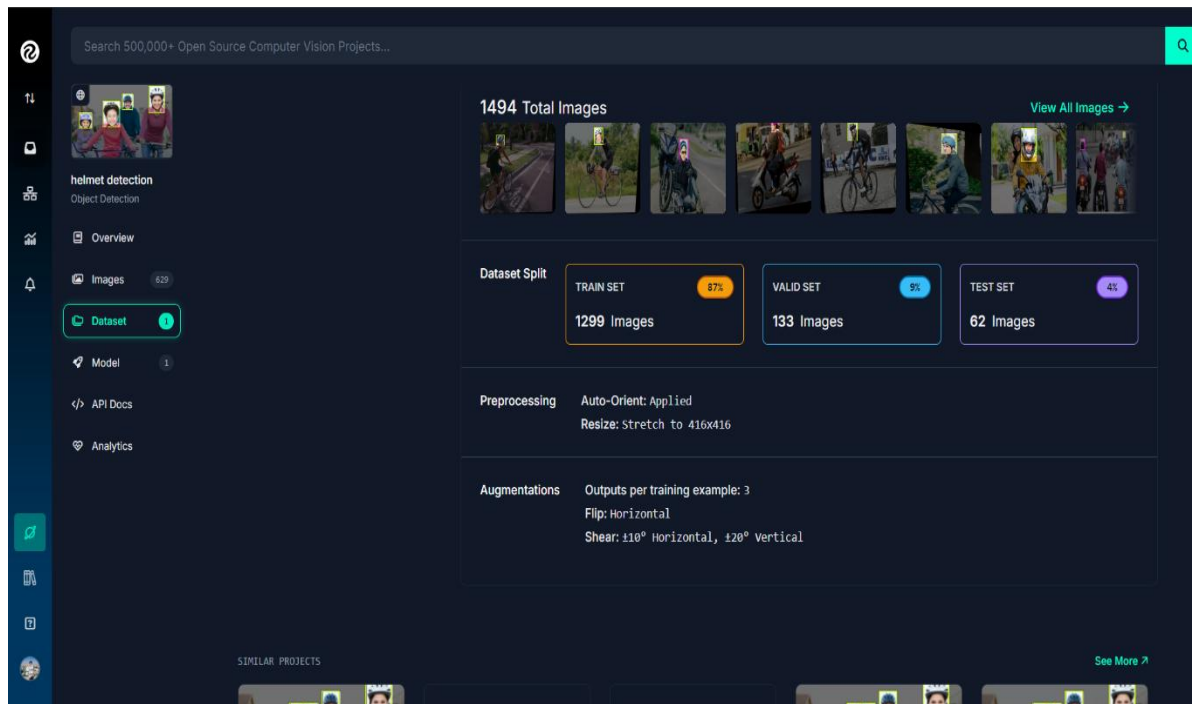 Search 500,000+ Open Source Computer Vision Projects...
helmet detection
Object Detection
Overview
Images 629
Dataset 1
Model 1
</> API Docs
Analytics
1494 Total Images
View All Images →
Dataset Split
TRAIN SET 87%
1299 Images
VALID SET 9%
133 Images
TEST SET 4%
62 Images
Preprocessing
Auto-Orient: Applied
Resize: Stretch to 416x416
Augmentations
Outputs per training example: 3
Flip: Horizontal
Shear: ±10° Horizontal, ±20° Vertical
SIMILAR PROJECTS
See More ↗